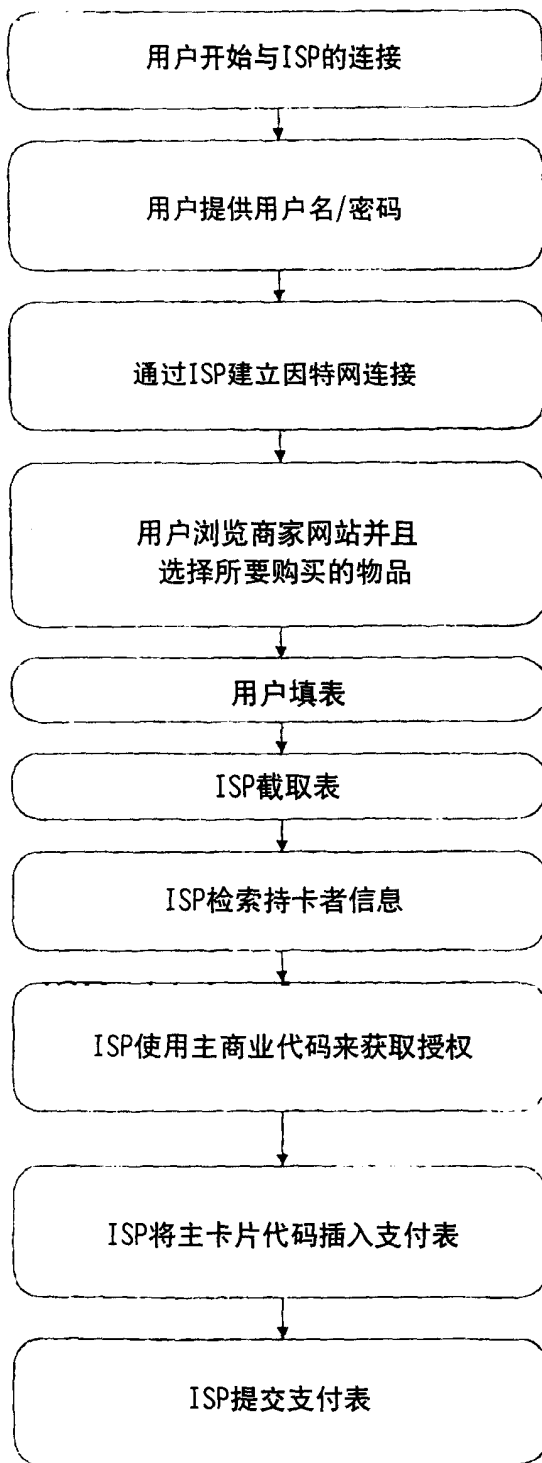 用户开始与ISP的连接
用户提供用户名/密码
通过ISP建立因特网连接
用户浏览商家网站并且
选择所要购买的物品
用户填表
ISP截取表
ISP检索持卡者信息
ISP使用主商业代码来获取授权
ISP将主卡片代码插入支付表
ISP提交支付表